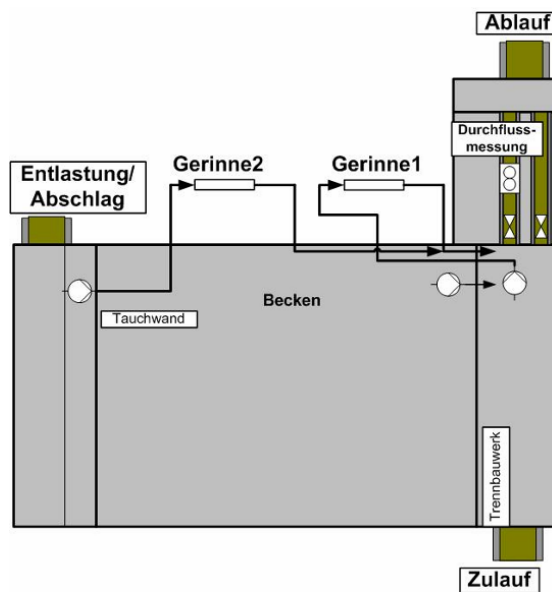 Ablauf
Durchfluss-
messung
Gerinne2
Gerinne1
Entlastung/
Abschlag
Becken
Tauchwand
Trennbauwerk
Zulauf